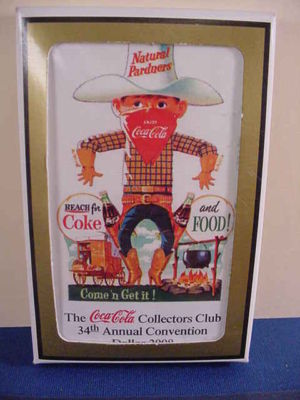 Natural
Pardners
ENJOY
Coca-Cola
REACH for
Coke
and
FOOD!
Come 'n Get it!
The Coca-Cola Collectors Club
34th Annual Convention